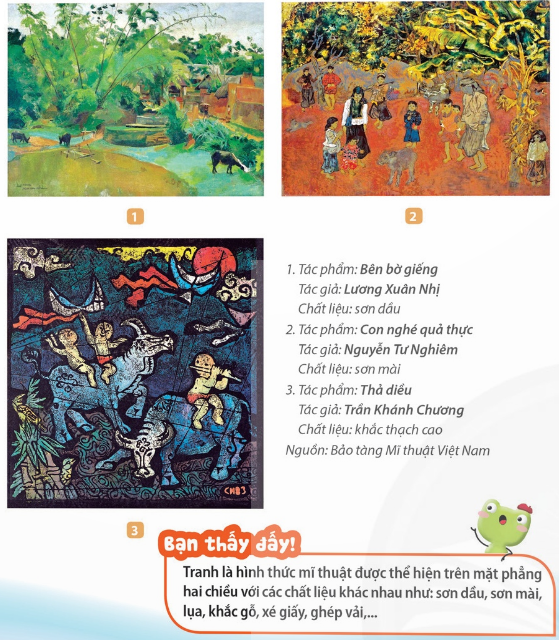 1
2
1. Tác phẩm: Bên bờ giếng
Tác giả: Lương Xuân Nhị
Chất liệu: sơn dầu
2. Tác phẩm: Con nghé quả thực
Tác giả: Nguyễn Tư Nghiêm
Chất liệu: sơn mài
3. Tác phẩm: Thả diều
Tác giả: Trần Khánh Chương
Chất liệu: khắc thạch cao
Nguồn: Bảo tàng Mĩ thuật Việt Nam
3
Bạn thấy đấy!
Tranh là hình thức mĩ thuật được thể hiện trên mặt phẳng
hai chiều với các chất liệu khác nhau như: sơn dầu, sơn mài,
lụa, khắc gỗ, xé giấy, ghép vải,...